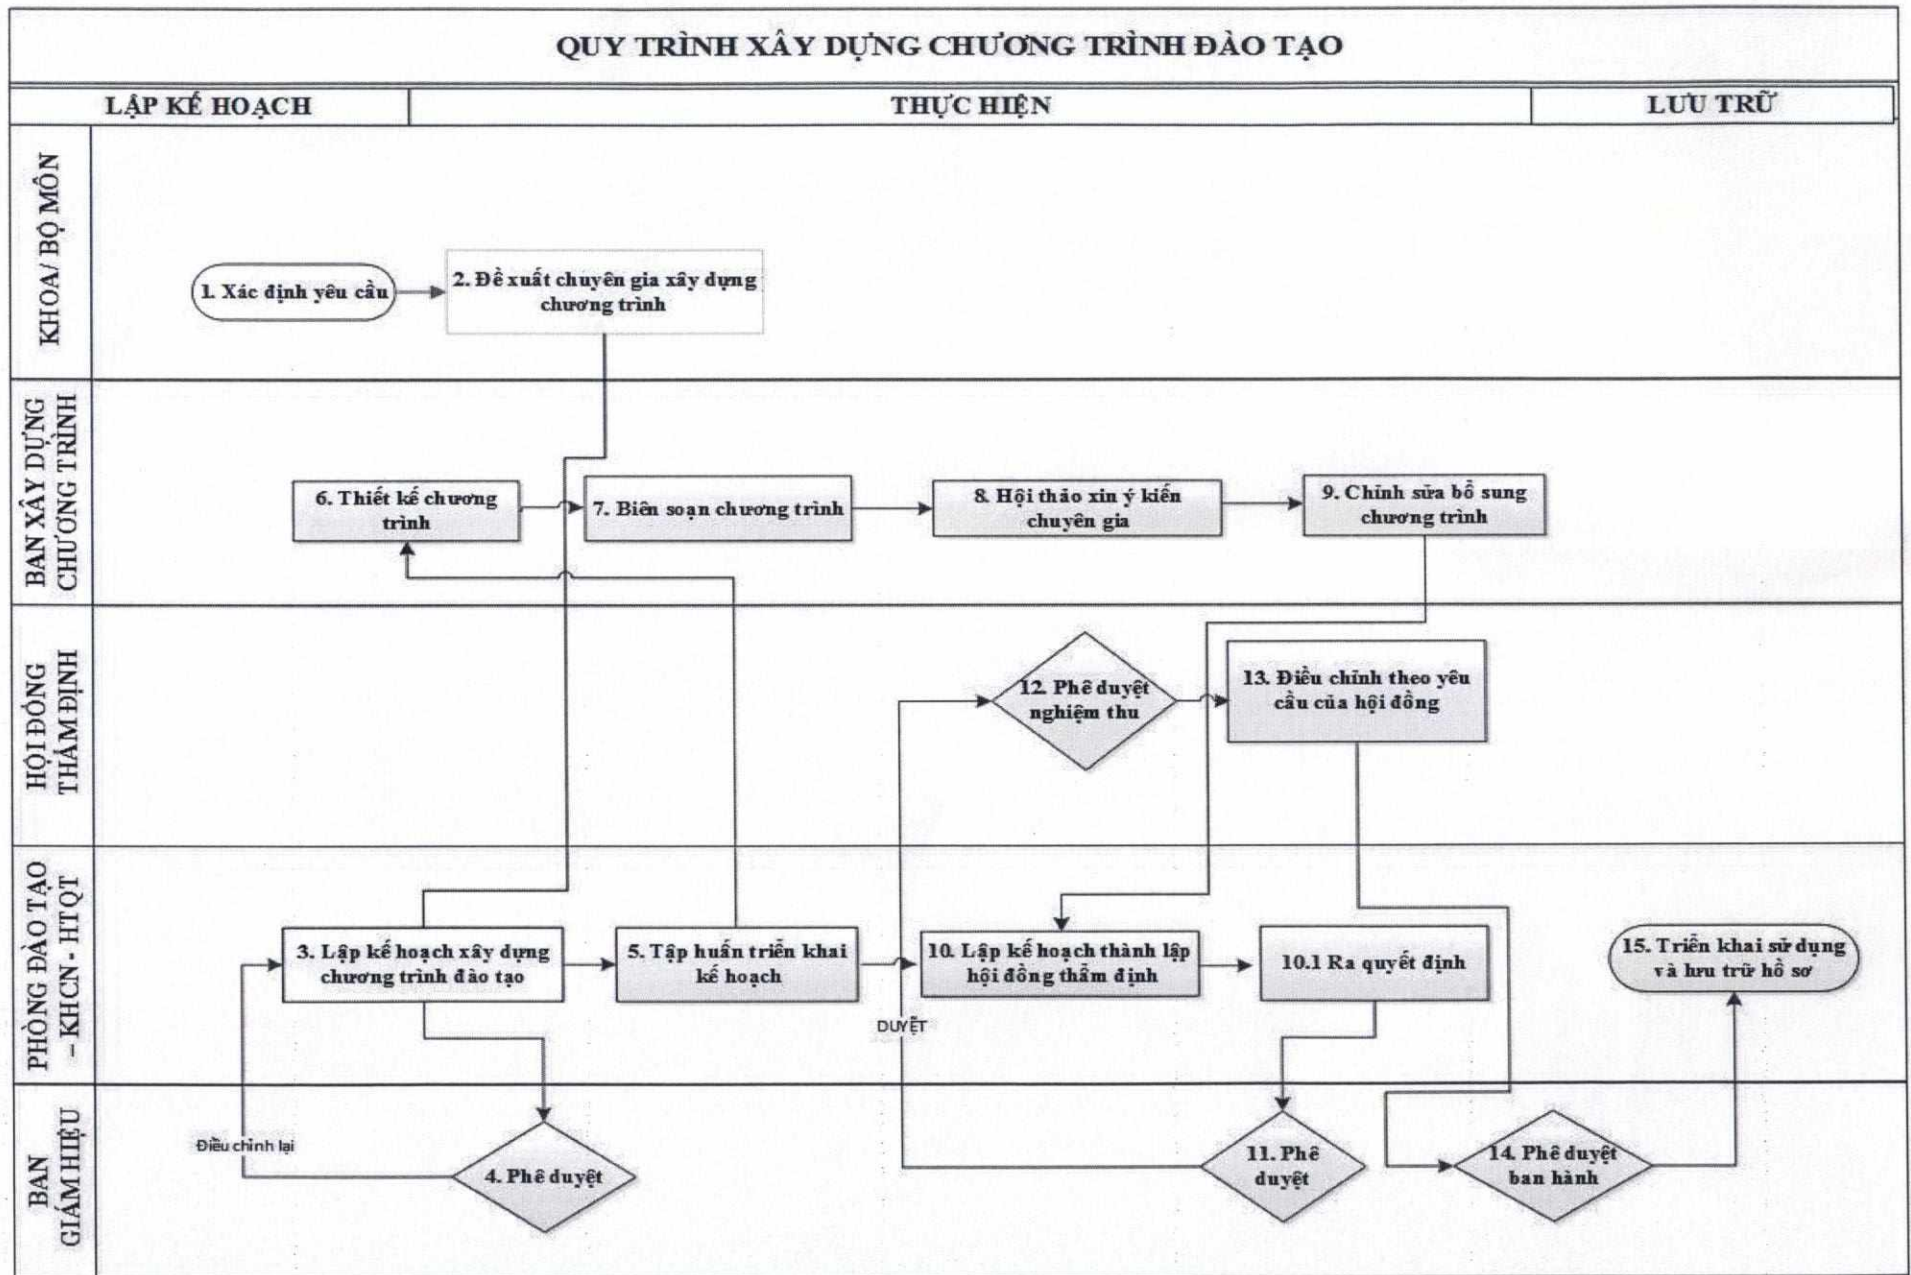 QUY TRÌNH XÂY DỰNG CHƯƠNG TRÌNH ĐÀO TẠO
LẬP KẾ HOẠCH
THỰC HIỆN
LƯU TRỮ
KHOA/ BỘ MÔN
1. Xác định yêu cầu
2. Đề xuất chuyên gia xây dựng
chương trình
BAN XÂY DỰNG
CHƯƠNG TRÌNH
6. Thiết kế chương
trình
7. Biên soạn chương trình
8. Hội thảo xin ý kiến
chuyên gia
9. Chỉnh sửa bổ sung
chương trình
HỘI ĐỒNG
THẨM ĐỊNH
12. Phê duyệt
nghiệm thu
13. Điều chỉnh theo yêu
cầu của hội đồng
PHÒNG ĐÀO TẠO
– KHCN - HTQT
3. Lập kế hoạch xây dựng
chương trình đào tạo
5. Tập huấn triển khai
kế hoạch
10. Lập kế hoạch thành lập
hội đồng thẩm định
10.1 Ra quyết định
15. Triển khai sử dụng
và lưu trữ hồ sơ
DUYỆT
BAN
GIÁM HIỆU
Điều chỉnh lại
4. Phê duyệt
11. Phê
duyệt
14. Phê duyệt
ban hành